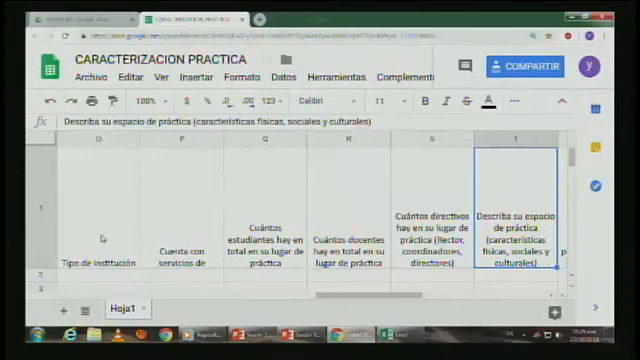 CARACTERIZACION PRACTICA
CARACTERIZACION PRACTICA
Archivo Editar Ver Insertar Formato Datos Herramientas Complement
COMPARTIR
y
100% $ % .0 .00 123 Calibri 11 B I S A
fx Describa su espacio de práctica (características físicas, sociales y culturales)
O P Q R S T
1
Tipo de institución
Cuenta con
servicios de
Cuántos
estudiantes hay en
total en su lugar de
práctica
Cuántos docentes
hay en total en su
lugar de práctica
Cuántos directivos
hay en su lugar de
práctica (Rector,
coordinadores,
directores)
Describa su espacio
de práctica
(características
físicas, sociales y
culturales)
p
2
3
Hoja1
Excel